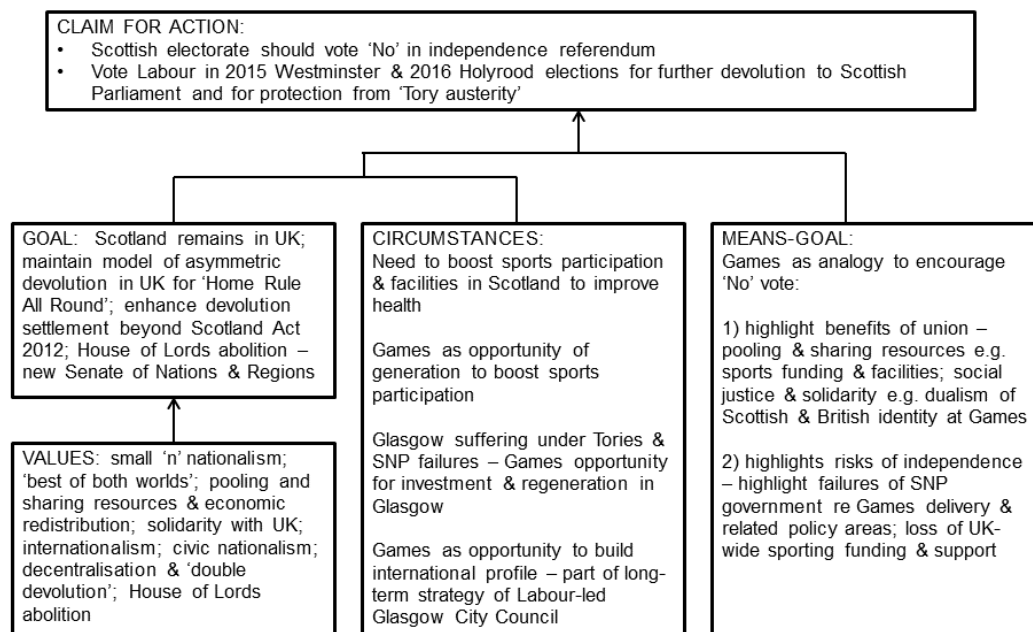 CLAIM FOR ACTION:
• Scottish electorate should vote ‘No’ in independence referendum
• Vote Labour in 2015 Westminster & 2016 Holyrood elections for further devolution to Scottish
Parliament and for protection from ‘Tory austerity’
GOAL: Scotland remains in UK;
maintain model of asymmetric
devolution in UK for ‘Home Rule
All Round’; enhance devolution
settlement beyond Scotland Act
2012; House of Lords abolition –
new Senate of Nations & Regions
VALUES: small ‘n’ nationalism;
‘best of both worlds’; pooling and
sharing resources & economic
redistribution; solidarity with UK;
internationalism; civic nationalism;
decentralisation & ‘double
devolution’; House of Lords
abolition
CIRCUMSTANCES:
Need to boost sports participation
& facilities in Scotland to improve
health
Games as opportunity of
generation to boost sports
participation
Glasgow suffering under Tories &
SNP failures – Games opportunity
for investment & regeneration in
Glasgow
Games as opportunity to build
international profile – part of long-
term strategy of Labour-led
Glasgow City Council
MEANS-GOAL:
Games as analogy to encourage
‘No’ vote:
1) highlight benefits of union –
pooling & sharing resources e.g.
sports funding & facilities; social
justice & solidarity e.g. dualism of
Scottish & British identity at Games
2) highlights risks of independence
– highlight failures of SNP
government re Games delivery &
related policy areas; loss of UK-
wide sporting funding & support